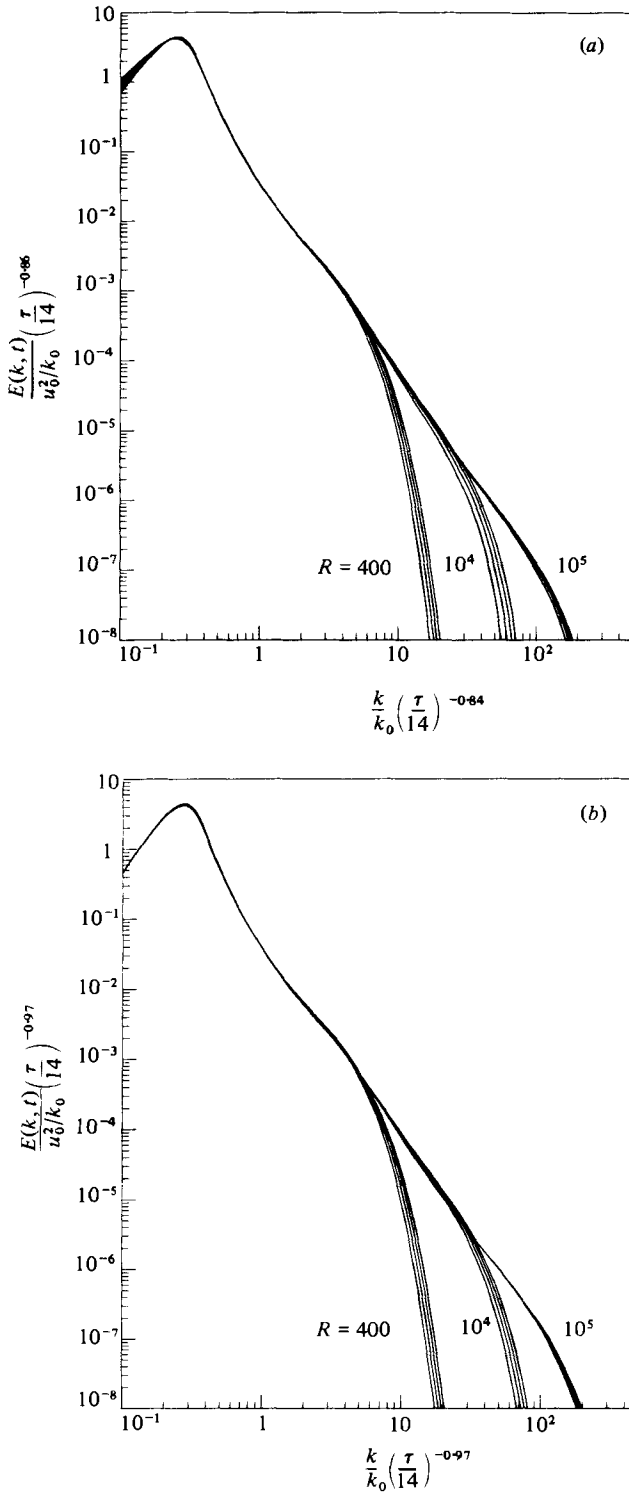 (a)
10
1
10⁻¹
10⁻²
10⁻³
10⁻⁴
10⁻⁵
10⁻⁶
10⁻⁷
10⁻⁸
E(k, t) / u₀²/k₀ (τ/14)^−0·86
R = 400
10⁴
10⁵
10⁻¹ 1 10 10²
k/k₀ (τ/14)^−0·84
(b)
10
1
10⁻¹
10⁻²
10⁻³
10⁻⁴
10⁻⁵
10⁻⁶
10⁻⁷
10⁻⁸
E(k, t) / u₀²/k₀ (τ/14)^−0·97
R = 400
10⁴
10⁵
10⁻¹ 1 10 10²
k/k₀ (τ/14)^−0·97